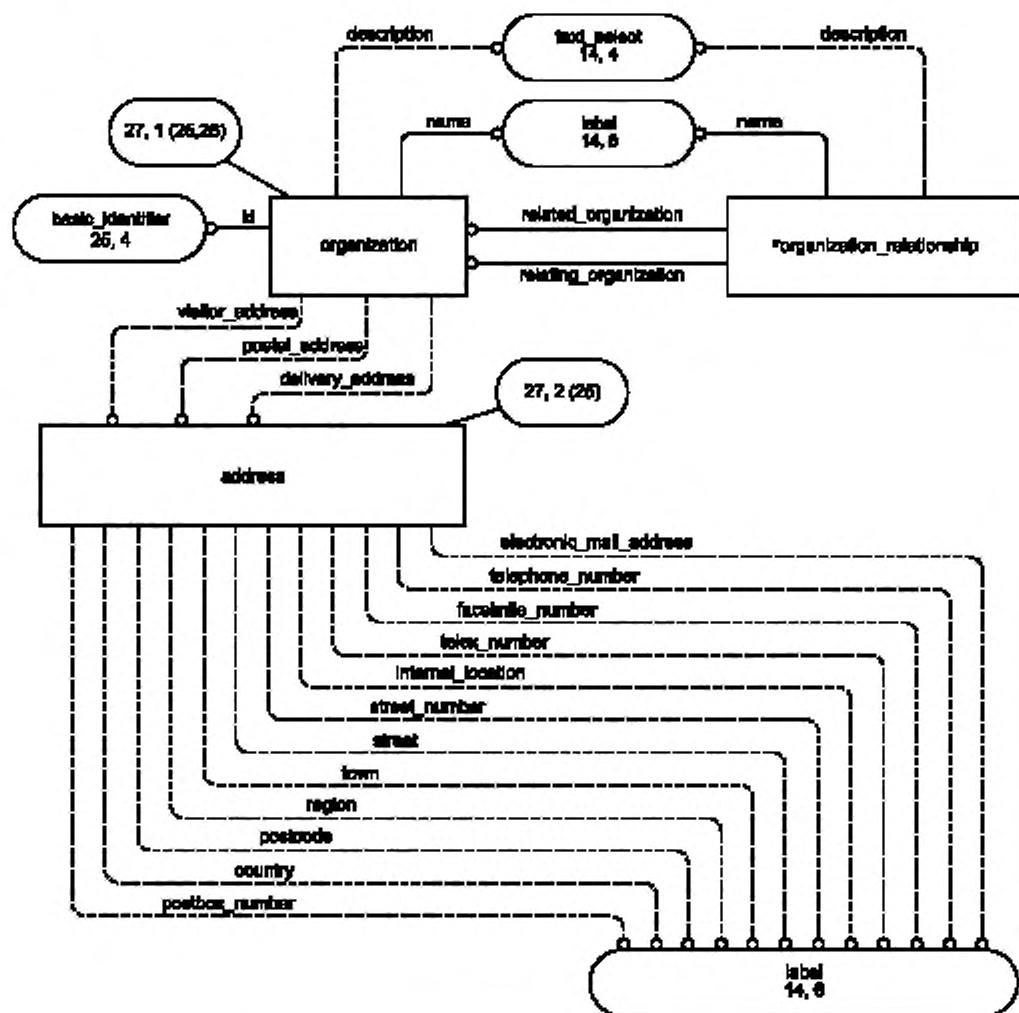 description
text_select
14, 4
description
27, 1 (25,26)
name
label
14, 6
name
basic_identifier
25, 4
id
organization
related_organization
relating_organization
*organization_relationship
visitor_address
postal_address
delivery_address
27, 2 (25)
address
electronic_mail_address
telephone_number
facsimile_number
telex_number
internal_location
street_number
street
town
region
postcode
country
postbox_number
label
14, 6